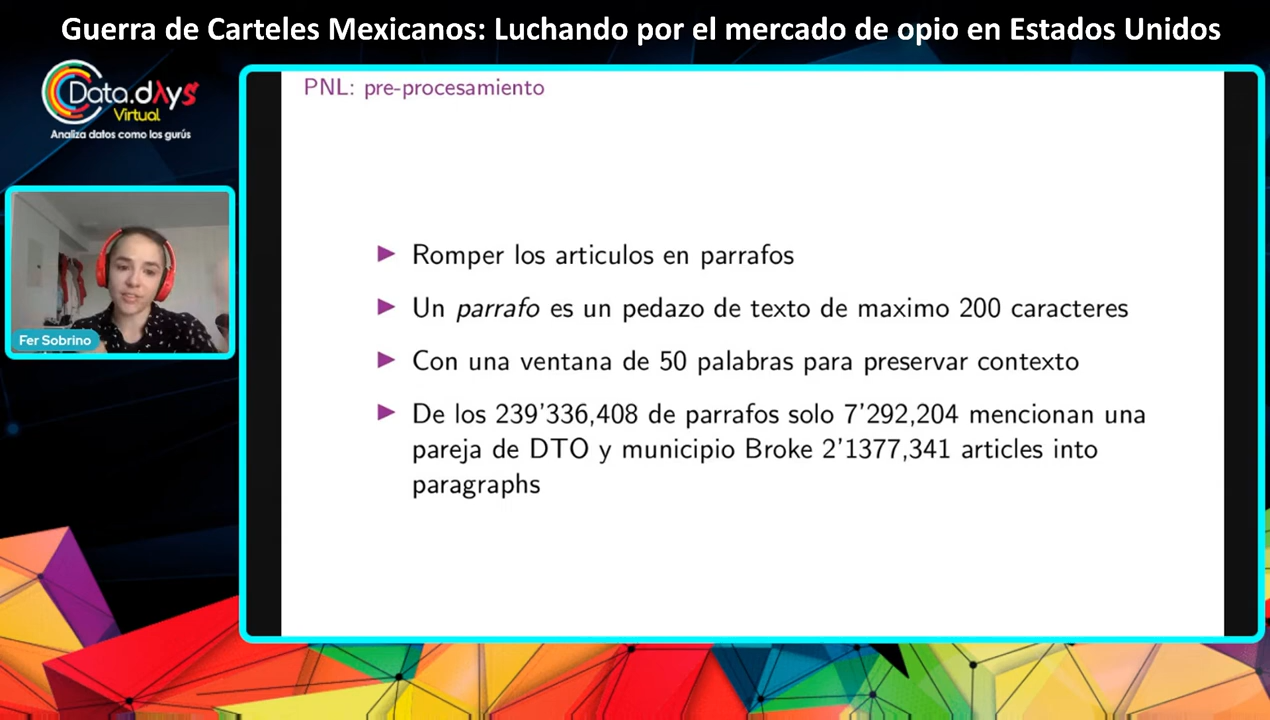 Guerra de Carteles Mexicanos: Luchando por el mercado de opio en Estados Unidos
Data.dAys
Virtual
Analiza datos como los gurús
PNL: pre-procesamiento
Romper los articulos en parrafos
Un parrafo es un pedazo de texto de maximo 200 caracteres
Con una ventana de 50 palabras para preservar contexto
De los 239'336,408 de parrafos solo 7'292,204 mencionan una
pareja de DTO y municipio Broke 2'1377,341 articles into
paragraphs
Fer Sobrino